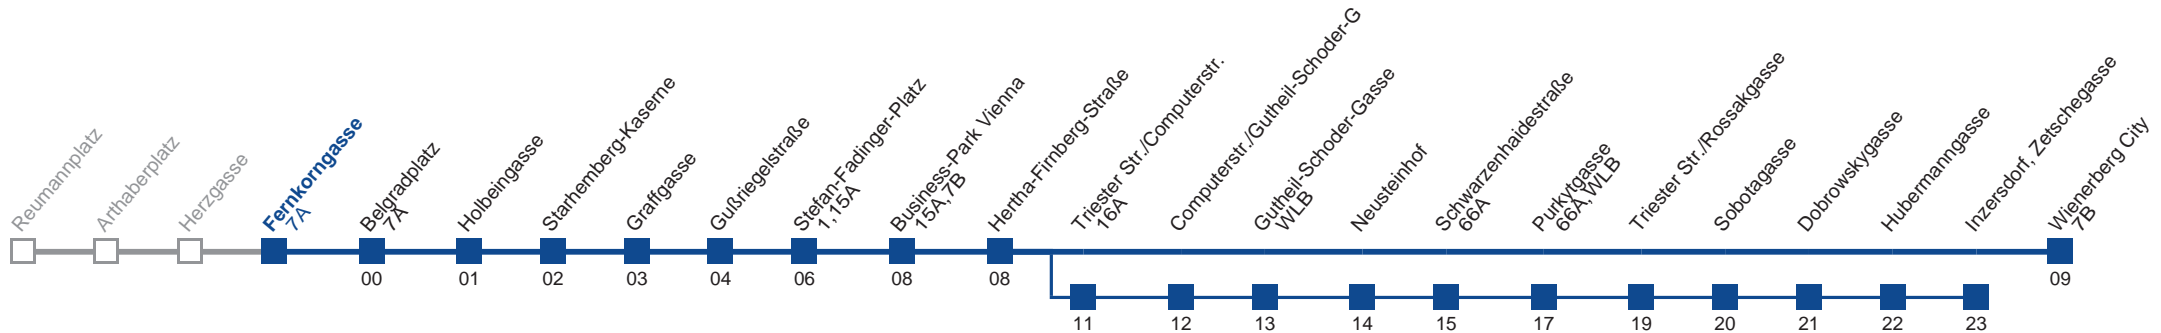 Reumannplatz
Arthaberplatz
Herzgasse
Fernkorngasse
7A
Belgradplatz
7A
00
Holbeingasse
01
Starhemberg-Kaserne
02
Graffgasse
03
Gußriegelstraße
04
Stefan-Fadinger-Platz
1,15A
06
Business-Park Vienna
15A,7B
08
Hertha-Firnberg-Straße
08
Triester Str./Computerstr.
16A
11
Computerstr./Gutheil-Schoder-G
12
Gutheil-Schoder-Gasse
WLB
13
Neusteinhof
14
Schwarzenhaidestraße
66A
15
Purkytgasse
66A,WLB
17
Triester Str./Rossakgasse
19
Sobotagasse
20
Dobrowskygasse
21
Hubermanngasse
22
Inzersdorf, Zetschegasse
23
Wienerberg City
7B
09